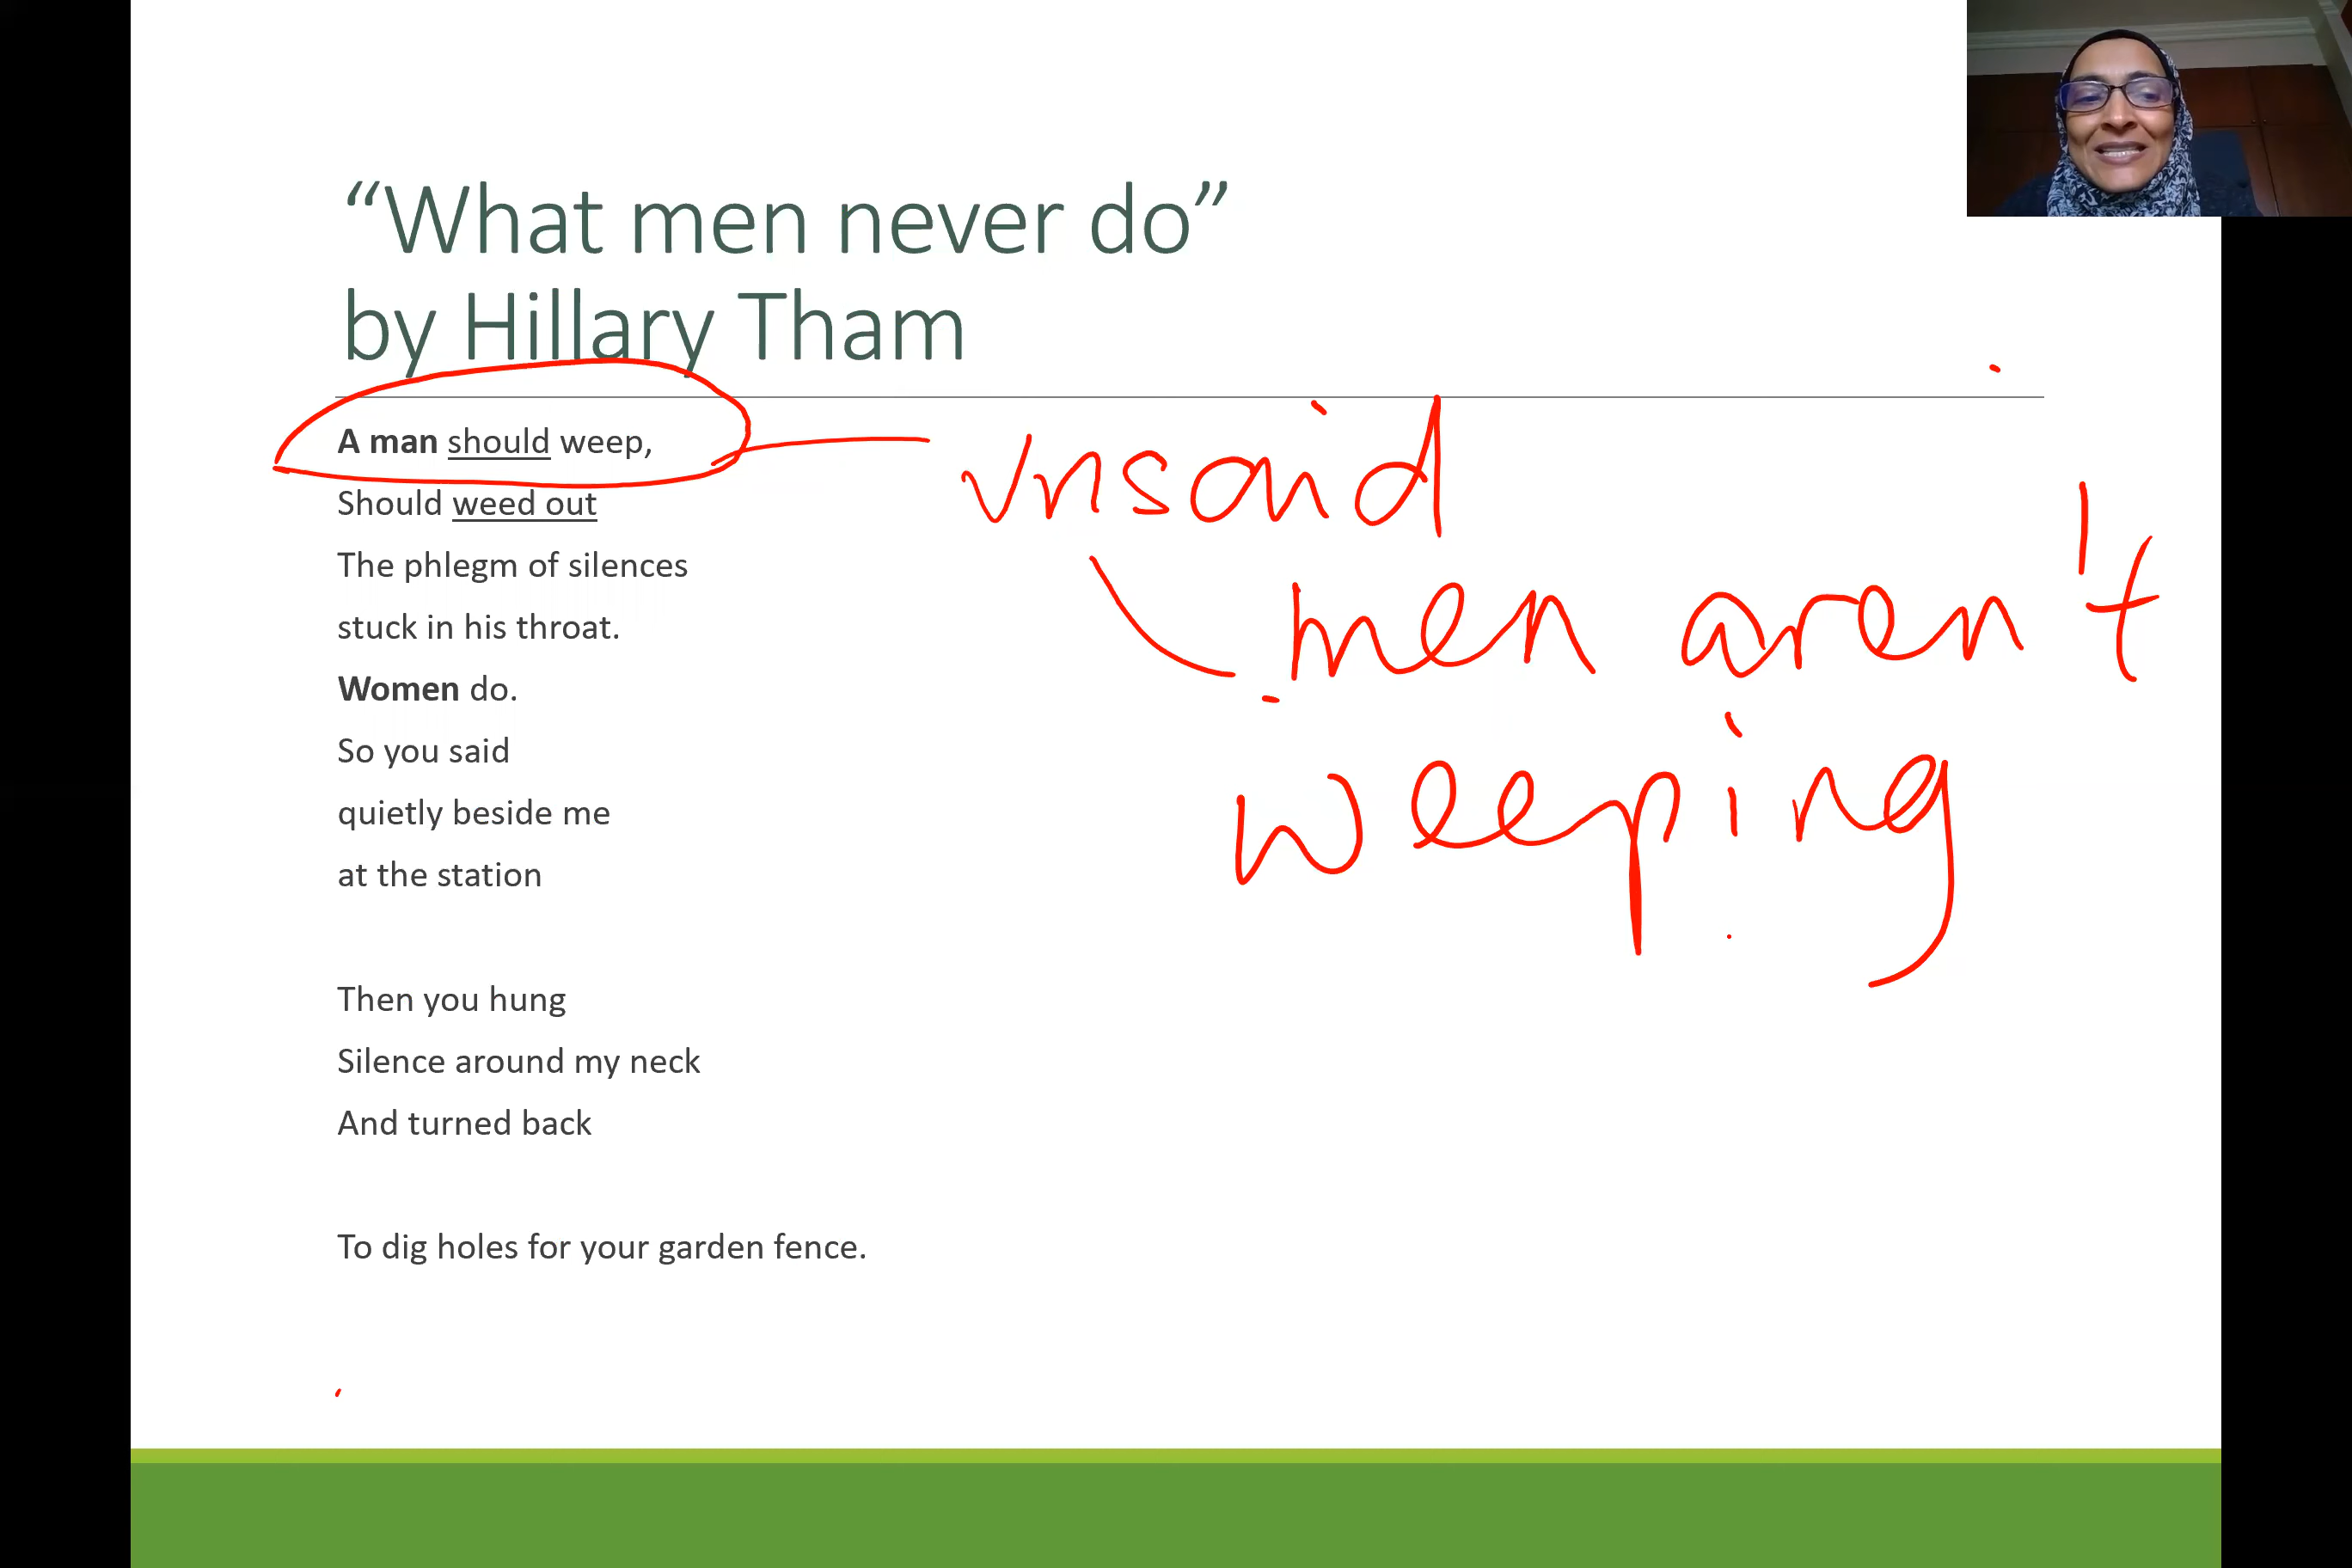 “What men never do”
by Hillary Tham
A man should weep,
Should weed out
The phlegm of silences
stuck in his throat.
Women do.
So you said
quietly beside me
at the station
Then you hung
Silence around my neck
And turned back
To dig holes for your garden fence.
unsaid
men aren't
weeping